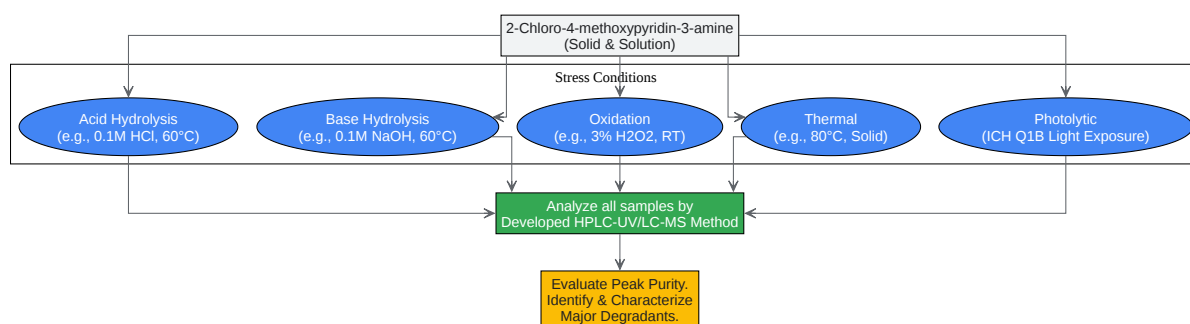 2-Chloro-4-methoxypyridin-3-amine
(Solid & Solution)
Stress Conditions
Acid Hydrolysis
(e.g., 0.1M HCl, 60°C)
Base Hydrolysis
(e.g., 0.1M NaOH, 60°C)
Oxidation
(e.g., 3% H2O2, RT)
Thermal
(e.g., 80°C, Solid)
Photolytic
(ICH Q1B Light Exposure)
Analyze all samples by
Developed HPLC-UV/LC-MS Method
Evaluate Peak Purity.
Identify & Characterize
Major Degradants.